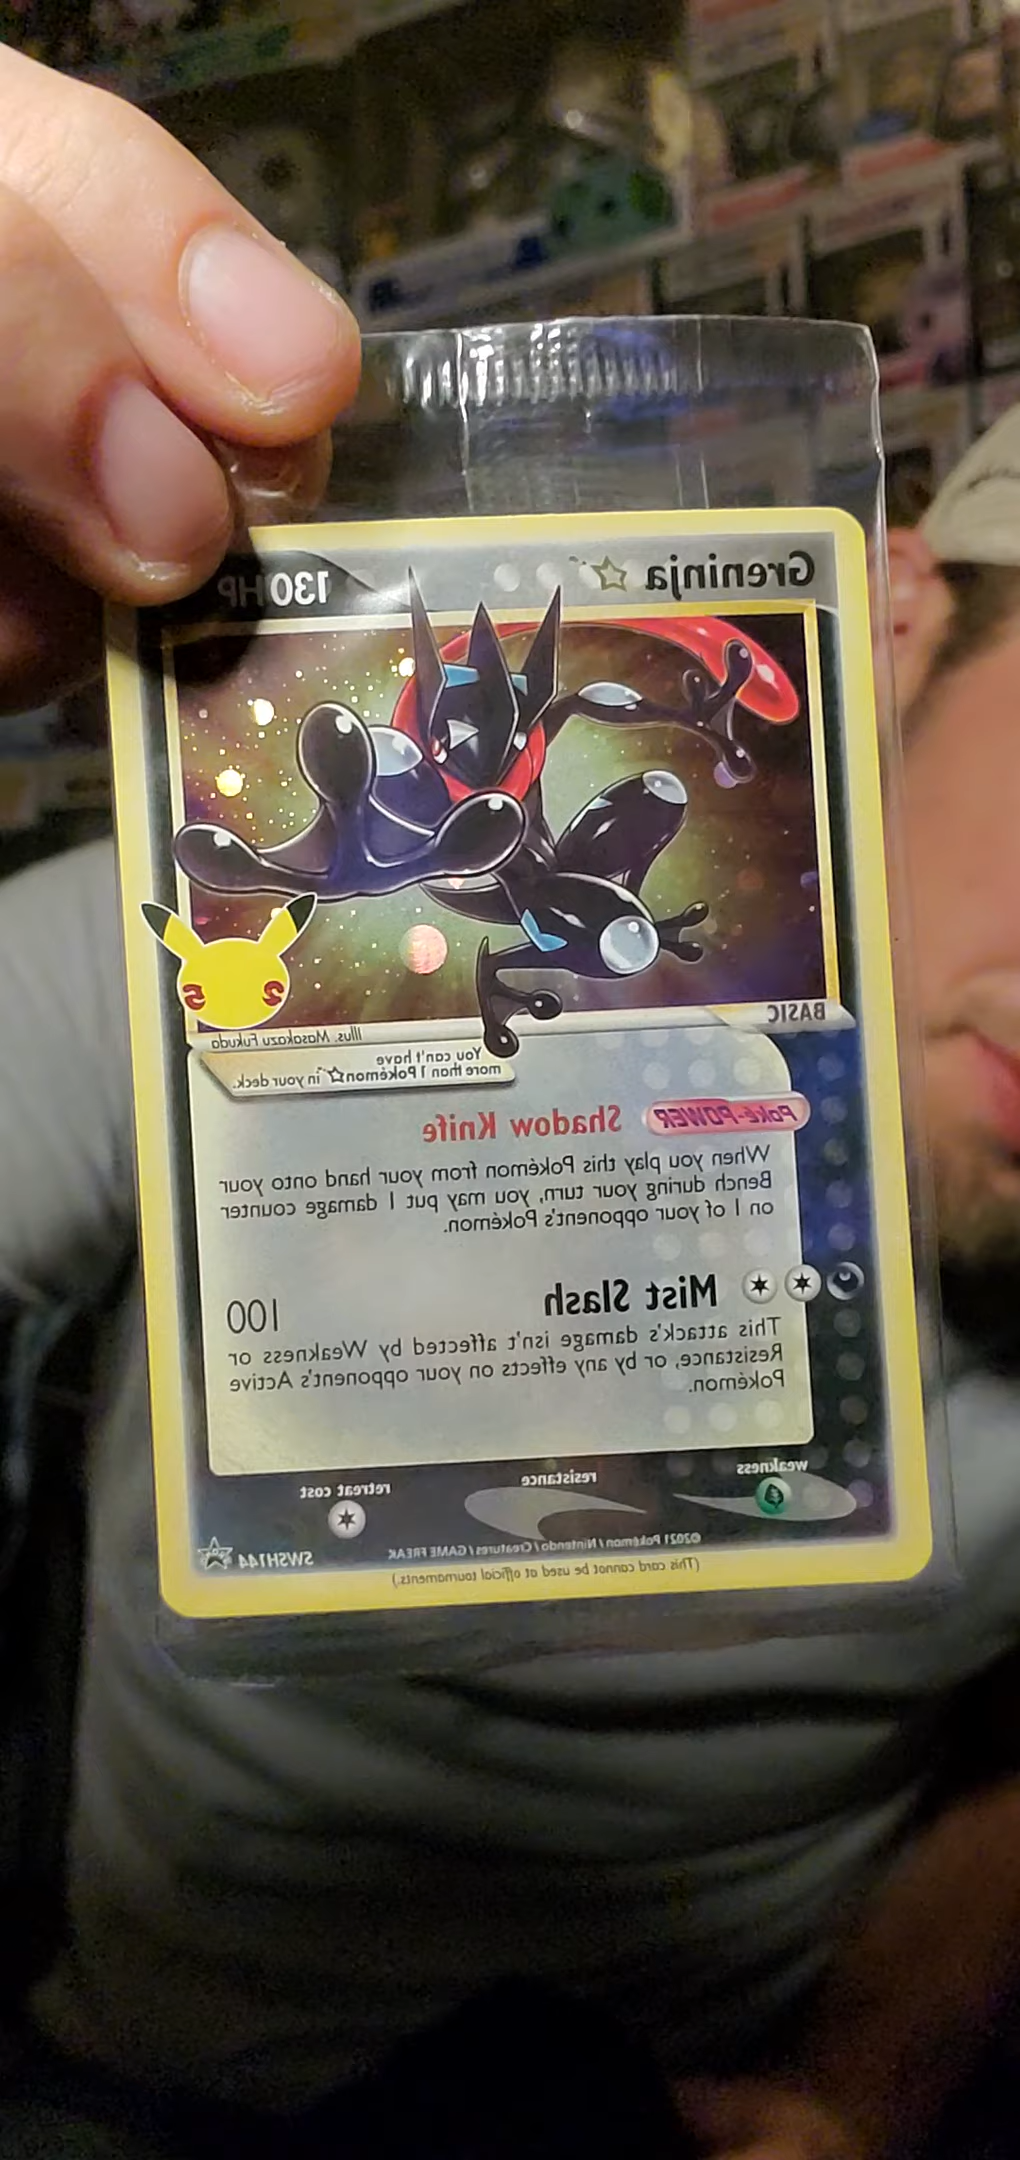 Greninja ☆ 130 HP
BASIC
25
Illus. Masakazu Fukuda
You can't have
more than 1 Pokémon ☆ in your deck.
Poké-POWER Shadow Knife
When you play this Pokémon from your hand onto your
Bench during your turn, you may put 1 damage counter
on 1 of your opponent's Pokémon.
Mist Slash 100
This attack's damage isn't affected by Weakness or
Resistance, or by any effects on your opponent's Active
Pokémon.
weakness resistance retreat cost
©2021 Pokémon / Nintendo / Creatures / GAME FREAK
SWSH144
(This card cannot be used at official tournaments.)